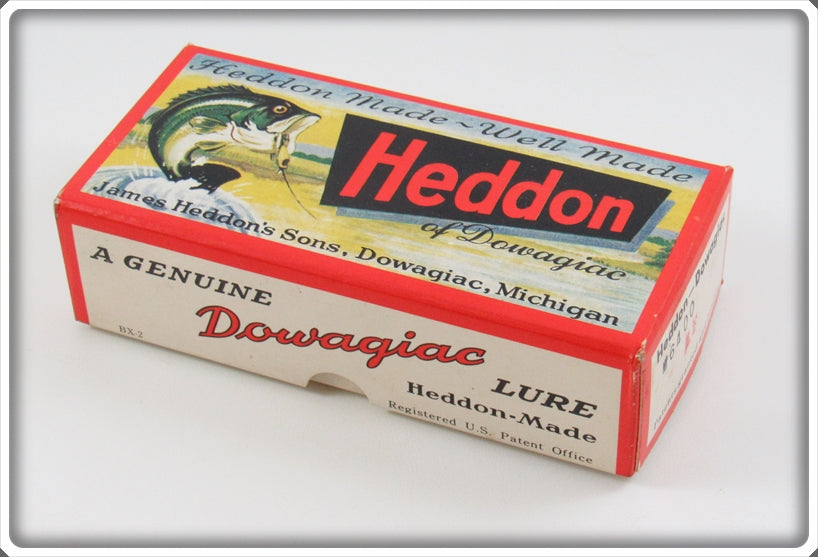 Heddon Made ~ Well Made
Heddon
of Dowagiac
James Heddon's Sons, Dowagiac, Michigan
A GENUINE
Dowagiac
LURE
BX-2
Heddon-Made
Registered U.S. Patent Office
Heddon Dowagiac